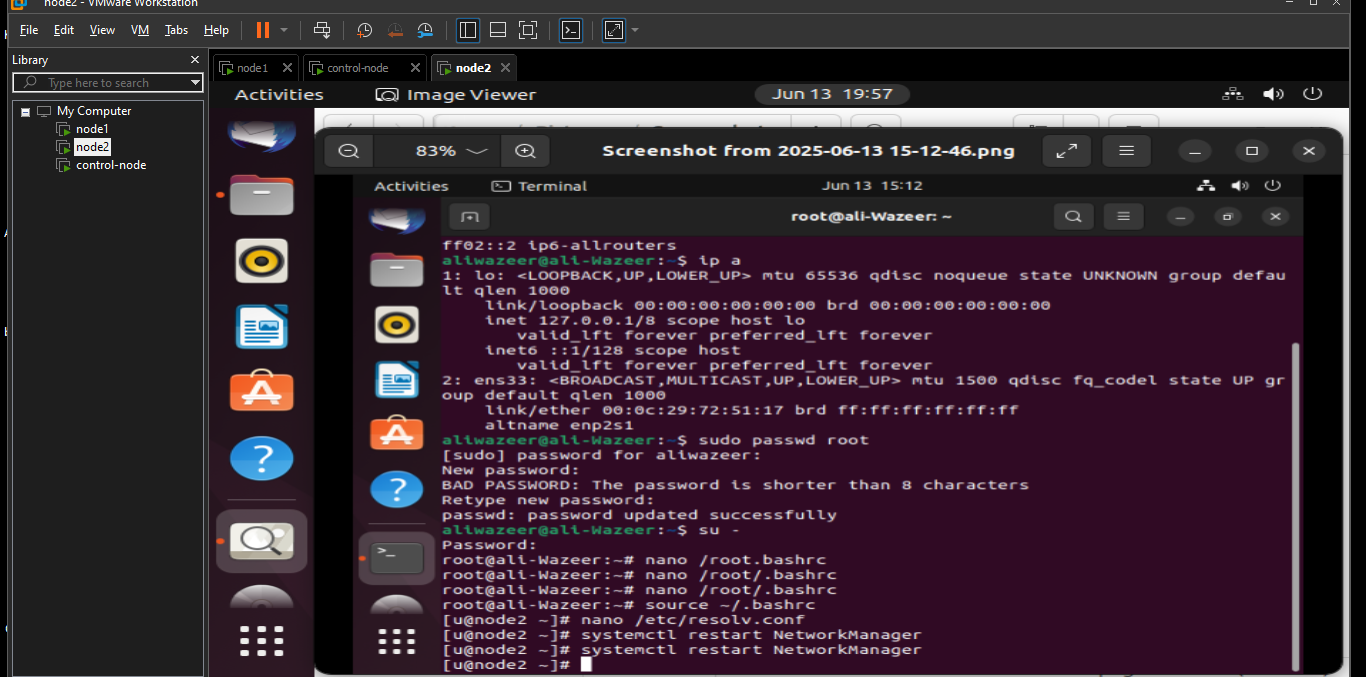 node2 - VMware Workstation
File Edit View VM Tabs Help
Library
Type here to search
My Computer
node1
node2
control-node
node1 control-node node2
Activities Image Viewer Jun 13 19:57
83% Screenshot from 2025-06-13 15-12-46.png
Activities Terminal Jun 13 15:12
root@ali-Wazeer: ~
ff02::2 ip6-allrouters
aliwazeer@ali-Wazeer:~$ ip a
1: lo: <LOOPBACK,UP,LOWER_UP> mtu 65536 qdisc noqueue state UNKNOWN group defau
lt qlen 1000
link/loopback 00:00:00:00:00:00 brd 00:00:00:00:00:00
inet 127.0.0.1/8 scope host lo
valid_lft forever preferred_lft forever
inet6 ::1/128 scope host
valid_lft forever preferred_lft forever
2: ens33: <BROADCAST,MULTICAST,UP,LOWER_UP> mtu 1500 qdisc fq_codel state UP gr
oup default qlen 1000
link/ether 00:0c:29:72:51:17 brd ff:ff:ff:ff:ff:ff
altname enp2s1
aliwazeer@ali-Wazeer:~$ sudo passwd root
[sudo] password for aliwazeer:
New password:
BAD PASSWORD: The password is shorter than 8 characters
Retype new password:
passwd: password updated successfully
aliwazeer@ali-Wazeer:~$ su -
Password:
root@ali-Wazeer:~# nano /root.bashrc
root@ali-Wazeer:~# nano /root/.bashrc
root@ali-Wazeer:~# nano /root/.bashrc
root@ali-Wazeer:~# source ~/.bashrc
[u@node2 ~]# nano /etc/resolv.conf
[u@node2 ~]# systemctl restart NetworkManager
[u@node2 ~]# systemctl restart NetworkManager
[u@node2 ~]#